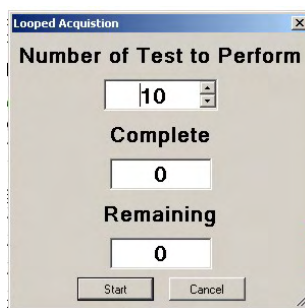 Looped Acquistion
Number of Test to Perform
10
Complete
0
Remaining
0
Start Cancel